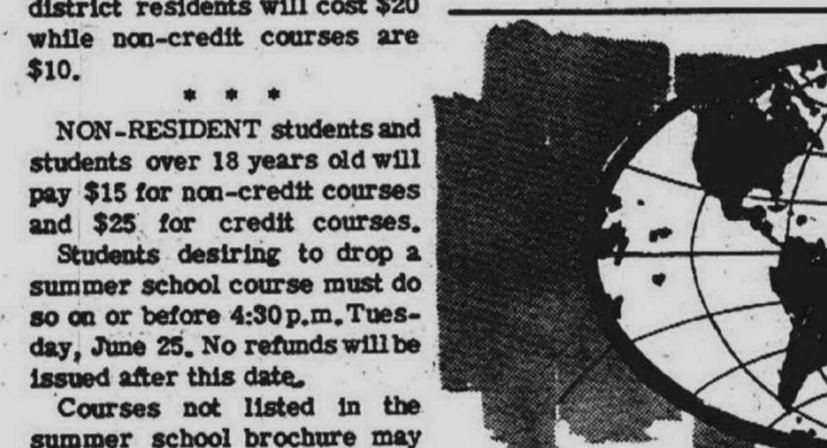 district residents will cost $20
while non-credit courses are
$10.
* * *
NON-RESIDENT students and
students over 18 years old will
pay $15 for non-credit courses
and $25 for credit courses.
Students desiring to drop a
summer school course must do
so on or before 4:30 p.m. Tues-
day, June 25. No refunds will be
issued after this date.
Courses not listed in the
summer school brochure may